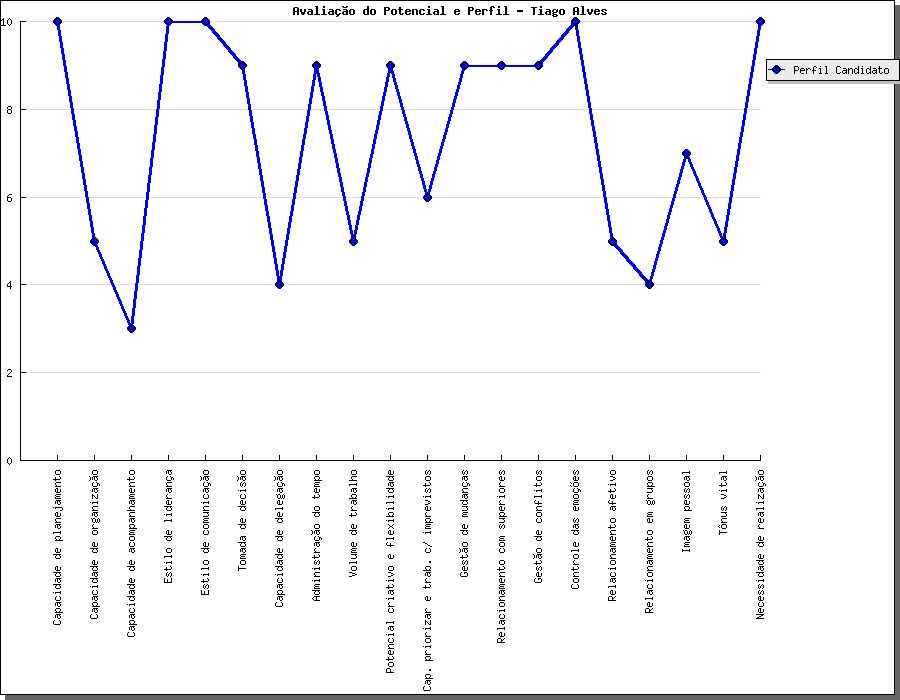 Avaliação do Potencial e Perfil - Tiago Alves
10
8
6
4
2
0
Perfil Candidato
Capacidade de planejamento
Capacidade de organização
Capacidade de acompanhamento
Estilo de liderança
Estilo de comunicação
Tomada de decisão
Capacidade de delegação
Administração do tempo
Volume de trabalho
Potencial criativo e flexibilidade
Cap. priorizar e trab. c/ imprevistos
Gestão de mudanças
Relacionamento com superiores
Gestão de conflitos
Controle das emoções
Relacionamento afetivo
Relacionamento em grupos
Imagem pessoal
Tônus vital
Necessidade de realização